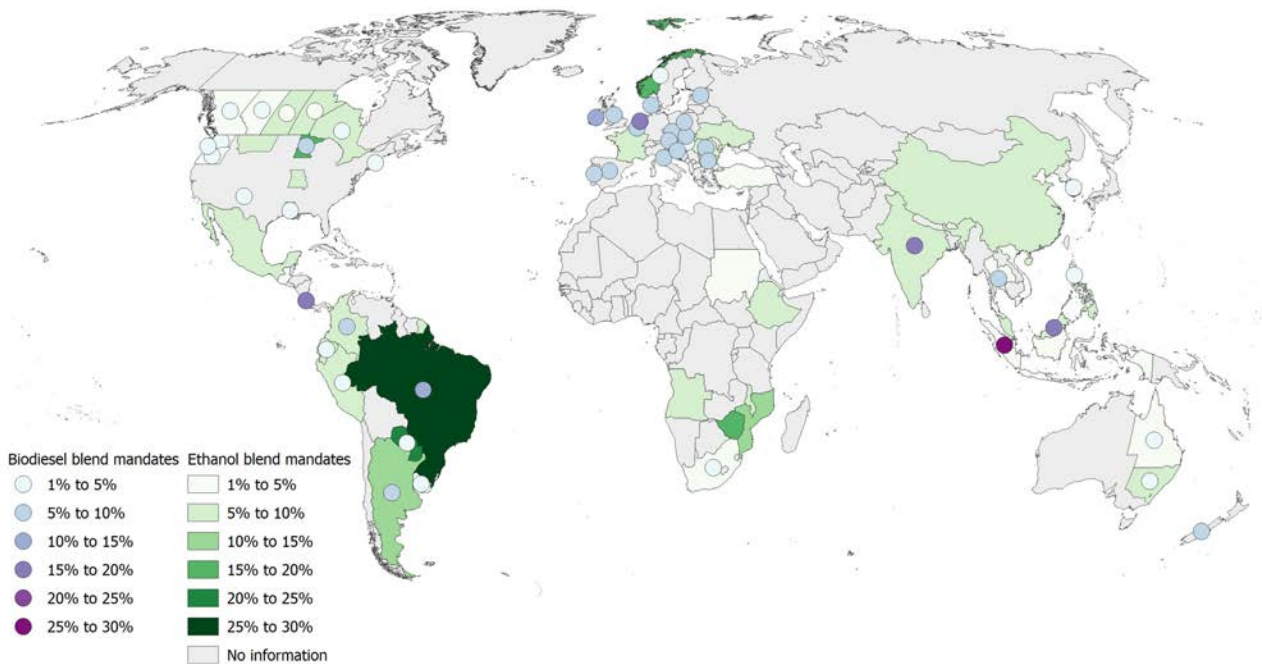 Biodiesel blend mandates
1% to 5%
5% to 10%
10% to 15%
15% to 20%
20% to 25%
25% to 30%
Ethanol blend mandates
1% to 5%
5% to 10%
10% to 15%
15% to 20%
20% to 25%
25% to 30%
No information